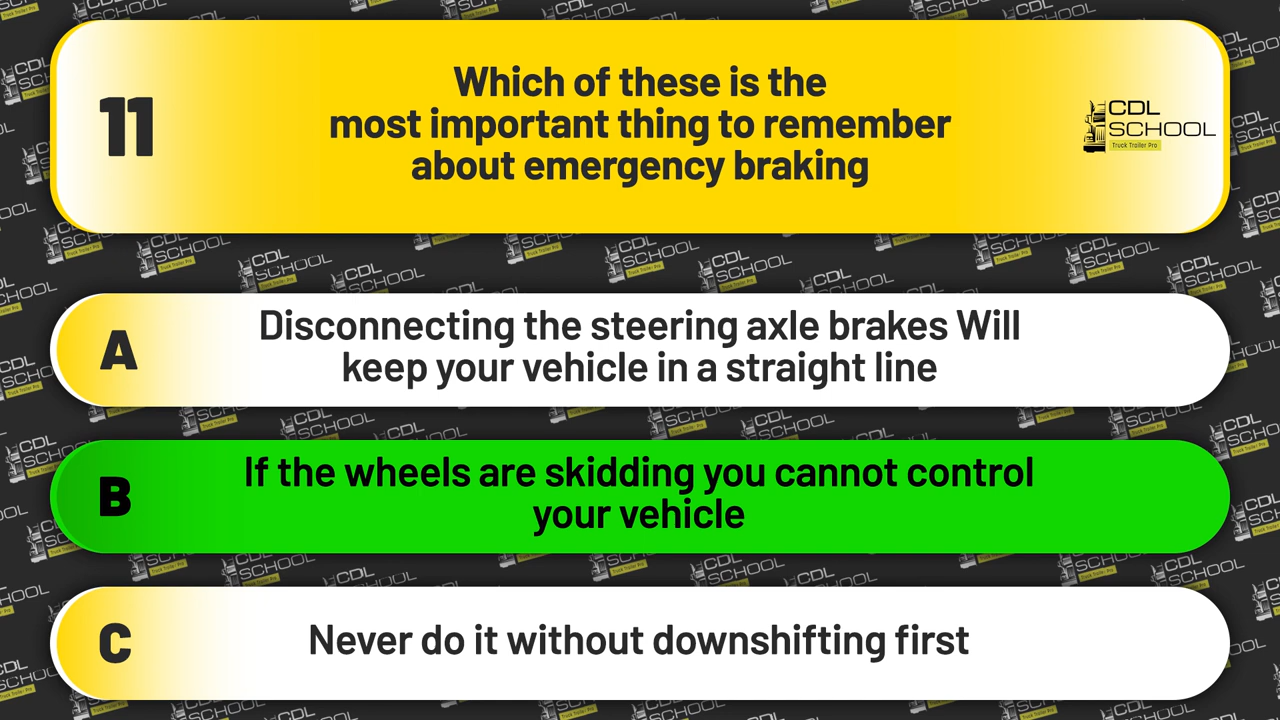 11
Which of these is the
most important thing to remember
about emergency braking
CDL
SCHOOL
Truck Trailer Pro
A
Disconnecting the steering axle brakes Will
keep your vehicle in a straight line
B
If the wheels are skidding you cannot control
your vehicle
C
Never do it without downshifting first